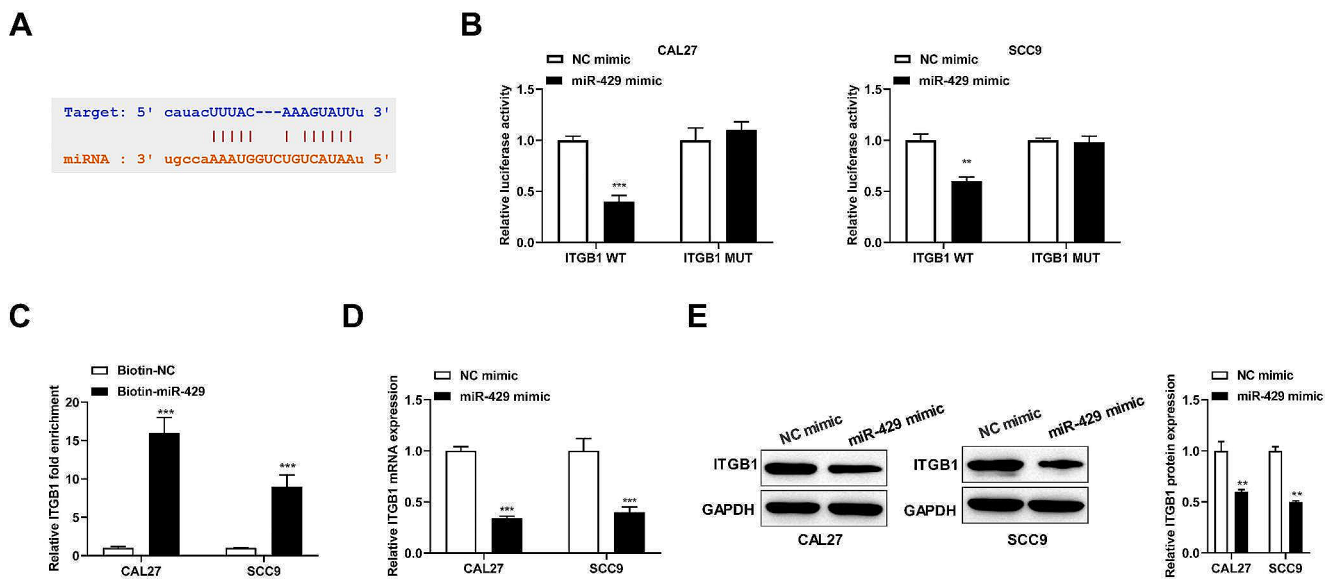 A
Target: 5' cauacUUUAC---AAAGUAUUu 3'
||||| | ||||||
miRNA : 3' ugccaAAAUGGUCUGUCAUAAu 5'
B
CAL27
NC mimic
miR-429 mimic
Relative luciferase activity
1.5
1.0
0.5
0.0
***
ITGB1 WT
ITGB1 MUT
SCC9
NC mimic
miR-429 mimic
Relative luciferase activity
1.5
1.0
0.5
0.0
**
ITGB1 WT
ITGB1 MUT
C
Biotin-NC
Biotin-miR-429
Relative ITGB1 fold enrichment
20
15
10
5
0
***
***
CAL27
SCC9
D
NC mimic
miR-429 mimic
Relative ITGB1 mRNA expression
1.5
1.0
0.5
0.0
***
***
CAL27
SCC9
E
NC mimic
miR-429 mimic
ITGB1
GAPDH
CAL27
NC mimic
miR-429 mimic
ITGB1
GAPDH
SCC9
NC mimic
miR-429 mimic
Relative ITGB1 protein expression
1.5
1.0
0.5
0.0
**
**
CAL27
SCC9